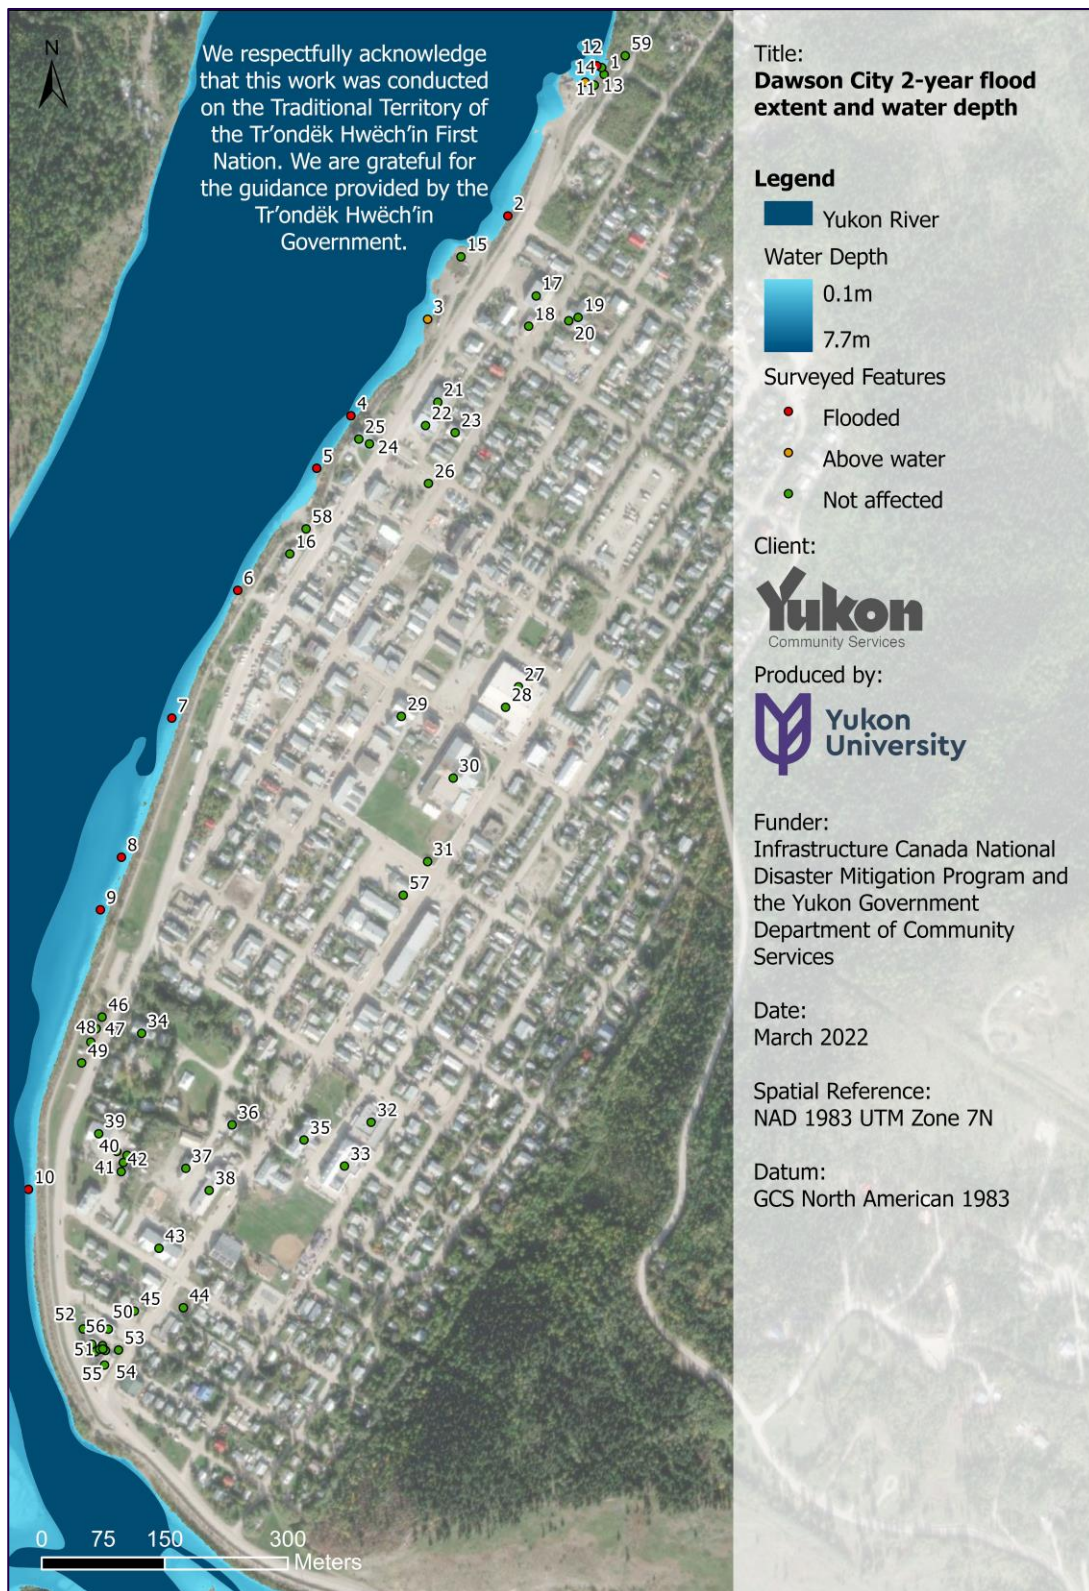 N
We respectfully acknowledge
that this work was conducted
on the Traditional Territory of
the Tr’ondëk Hwëch’in First
Nation. We are grateful for
the guidance provided by the
Tr’ondëk Hwëch’in
Government.
12
59
14
1
11
13
2
15
17
3
18
19
20
21
4
22
23
25
24
5
26
58
16
6
27
28
29
7
30
8
31
57
9
46
48
47
34
49
36
32
39
35
40
42
41
37
33
10
38
43
45
44
52
50
56
51
53
55
54
0 75 150 300
Meters
Title:
Dawson City 2-year flood
extent and water depth
Legend
Yukon River
Water Depth
0.1m
7.7m
Surveyed Features
Flooded
Above water
Not affected
Client:
Yukon
Community Services
Produced by:
Yukon
University
Funder:
Infrastructure Canada National
Disaster Mitigation Program and
the Yukon Government
Department of Community
Services
Date:
March 2022
Spatial Reference:
NAD 1983 UTM Zone 7N
Datum:
GCS North American 1983